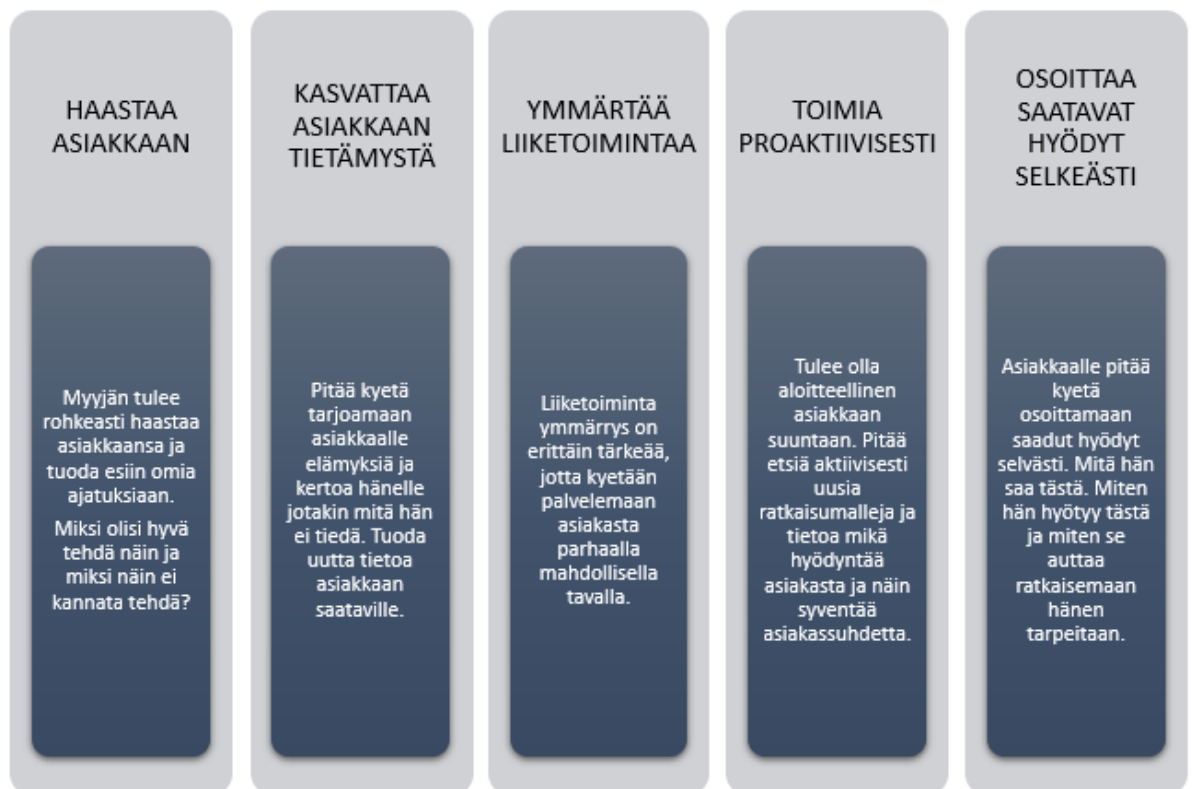 HAASTAA
ASIAKKAAN
Myyjän tulee
rohkeasti haastaa
asiakkaansa ja
tuoda esiin omia
ajatuksiaan.
Miksi olisi hyvä
tehdä näin ja
miksi näin ei
kannata tehdä?
KASVATTAA
ASIAKKAAN
TIETÄMYSTÄ
Pitää kyetä
tarjoamaan
asiakkaalle
elämyksiä ja
kertoa hänelle
jotakin mitä hän
ei tiedä. Tuoda
uutta tietoa
asiakkaan
saataville.
YMMÄRTÄÄ
LIIKETOIMINTAA
Liiketoiminta
ymmärrys on
erittäin tärkeää,
jotta kyetään
palvelemaan
asiakasta
parhaalla
mahdollisella
tavalla.
TOIMIA
PROAKTIIVISESTI
Tulee olla
aloitteellinen
asiakkaan
suuntaan. Pitää
etsiä aktiivisesti
uusia
ratkaisumalleja ja
tietoa mikä
hyödyntää
asiakasta ja näin
syventää
asiakassuhdetta.
OSOITTAA
SAATAVAT
HYÖDYT
SELKEÄSTI
Asiakkaalle pitää
kyetä
osoittamaan
saadut hyödyt
selvästi. Mitä hän
saa tästä. Miten
hän hyötyy tästä
ja miten se
auttaa
ratkaisemaan
hänen
tarpeitaan.